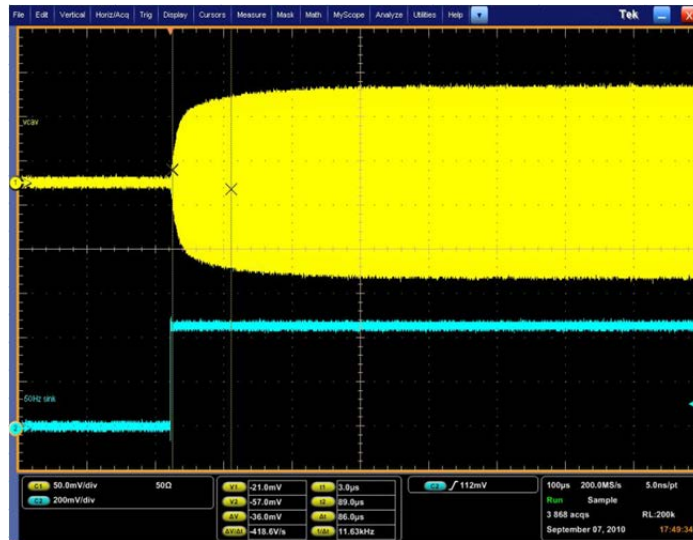 File Edit Vertical Horiz/Acq Trig Display Cursors Measure Mask Math MyScope Analyze Utilities Help Tek X
vcav
1
50Hz sink
2
C1 50.0mV/div 50Ω
C2 200mV/div
V1 -21.0mV t1 3.0µs
V2 -57.0mV t2 89.0µs
ΔV -36.0mV Δt 86.0µs
ΔV/Δt -418.6V/s 1/Δt 11.63kHz
C2 112mV
100µs 200.0MS/s 5.0ns/pt
Run Sample
3 868 acqs RL:200k
September 07, 2010 17:49:34